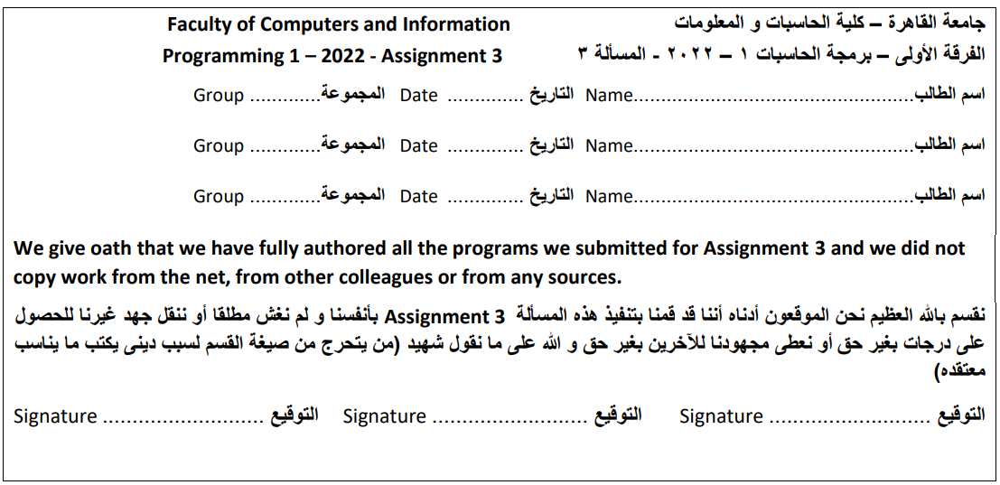 Faculty of Computers and Information جامعة القاهرة – كلية الحاسبات و المعلومات
Programming 1 – 2022 - Assignment 3 الفرقة الأولى – برمجة الحاسبات ١ – ٢٠٢٢ - المسألة ٣
اسم الطالب.............................................Name التاريخ .............. Date المجموعة............. Group
اسم الطالب.............................................Name التاريخ .............. Date المجموعة............. Group
اسم الطالب.............................................Name التاريخ .............. Date المجموعة............. Group
We give oath that we have fully authored all the programs we submitted for Assignment 3 and we did not
copy work from the net, from other colleagues or from any sources.
نقسم بالله العظيم نحن الموقعون أدناه أننا قد قمنا بتنفيذ هذه المسألة Assignment 3 بأنفسنا و لم نغش مطلقا أو ننقل جهد غيرنا للحصول
على درجات بغير حق أو نعطى مجهودنا للآخرين بغير حق و الله على ما نقول شهيد (من يتحرج من صيغة القسم لسبب دينى يكتب ما يناسب
معتقده)
التوقيع ............................. Signature التوقيع ............................ Signature التوقيع ............................. Signature